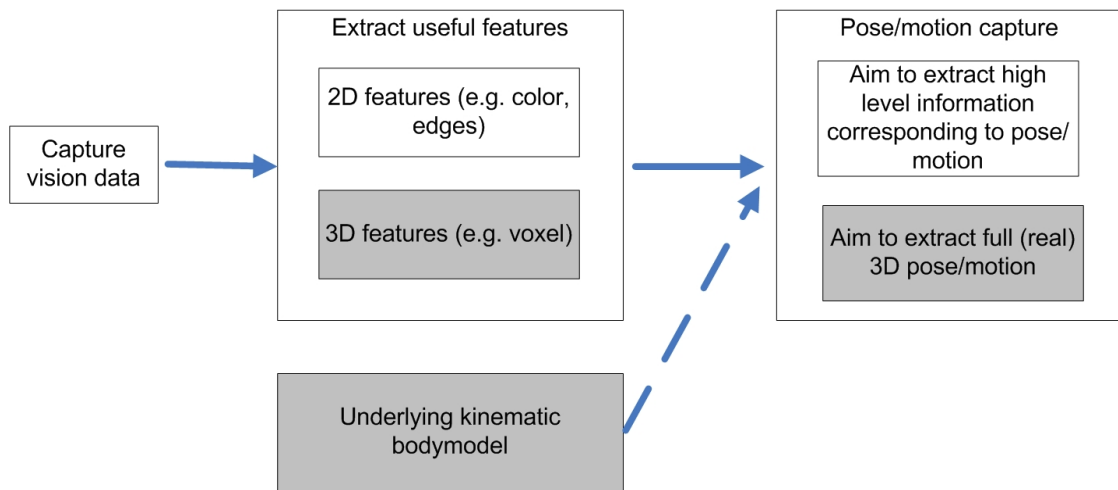 Capture
vision data
Extract useful features
2D features (e.g. color,
edges)
3D features (e.g. voxel)
Underlying kinematic
bodymodel
Pose/motion capture
Aim to extract high
level information
corresponding to pose/
motion
Aim to extract full (real)
3D pose/motion